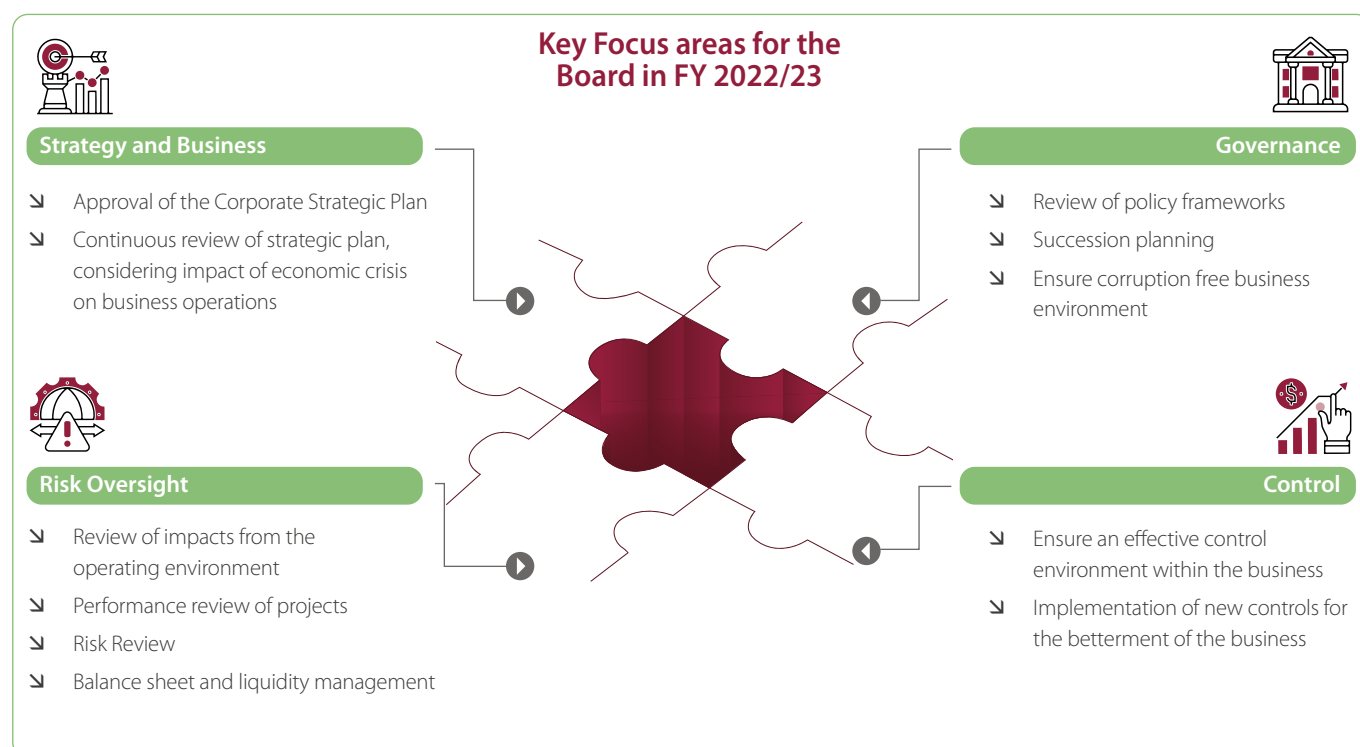 Key Focus areas for the
Board in FY 2022/23
Strategy and Business
Approval of the Corporate Strategic Plan
Continuous review of strategic plan,
considering impact of economic crisis
on business operations
Governance
Review of policy frameworks
Succession planning
Ensure corruption free business
environment
Risk Oversight
Review of impacts from the
operating environment
Performance review of projects
Risk Review
Balance sheet and liquidity management
Control
Ensure an effective control
environment within the business
Implementation of new controls for
the betterment of the business